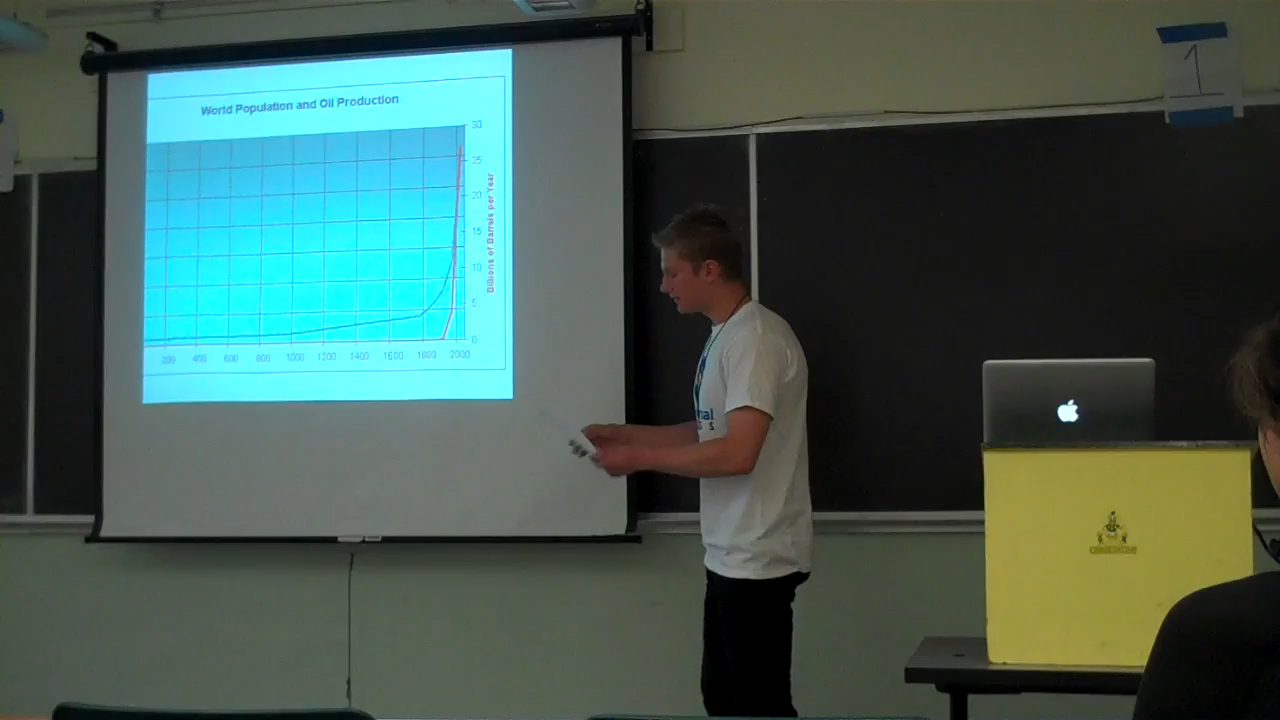 World Population and Oil Production
30
25
20
15
10
5
0
Billions of Barrels per Year
200 400 600 800 1000 1200 1400 1600 1800 2000
1
nal
S